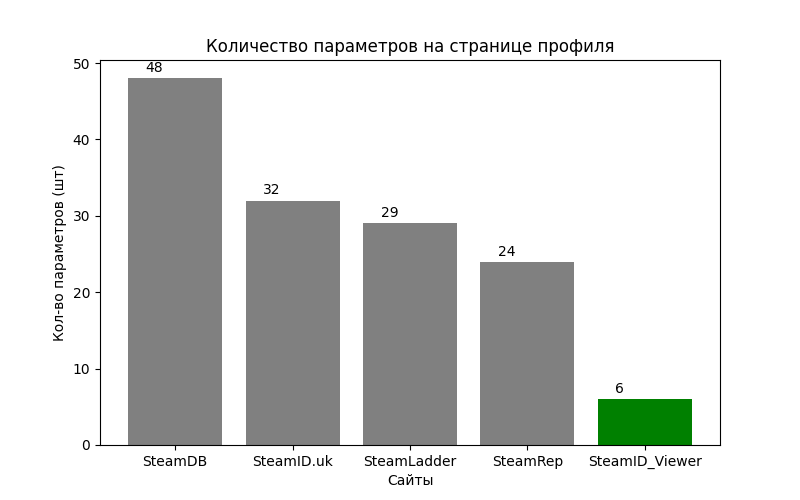 Количество параметров на странице профиля
Кол-во параметров (шт)
50
40
30
20
10
0
48
32
29
24
6
SteamDB SteamID.uk SteamLadder SteamRep SteamID_Viewer
Сайты